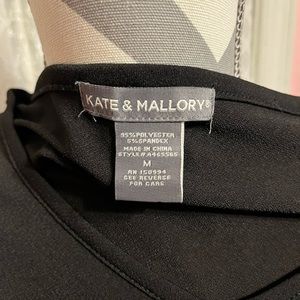 KATE & MALLORY®
95%POLYESTER
5%SPANDEX
MADE IN CHINA
STYLE#A465565
M
RN 150994
SEE REVERSE
FOR CARE